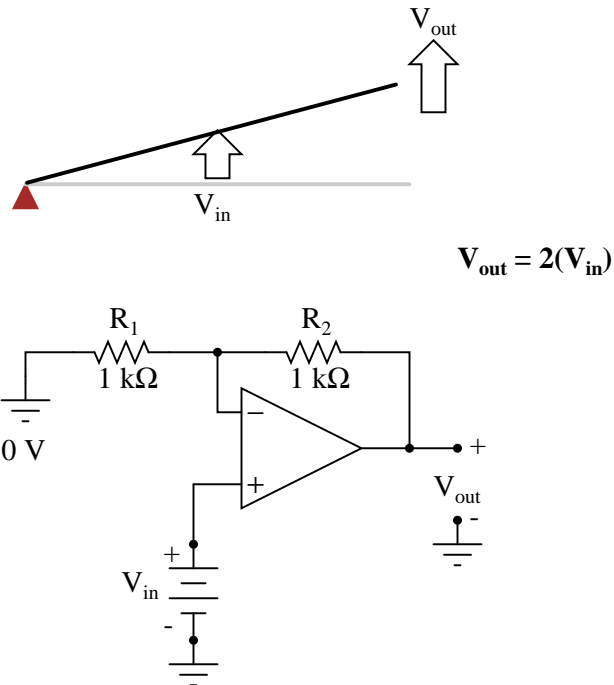 Vout
Vin
Vout = 2(Vin)
R1 R2
1 kΩ 1 kΩ
−
0 V
+
+
Vout
-
+
Vin
-